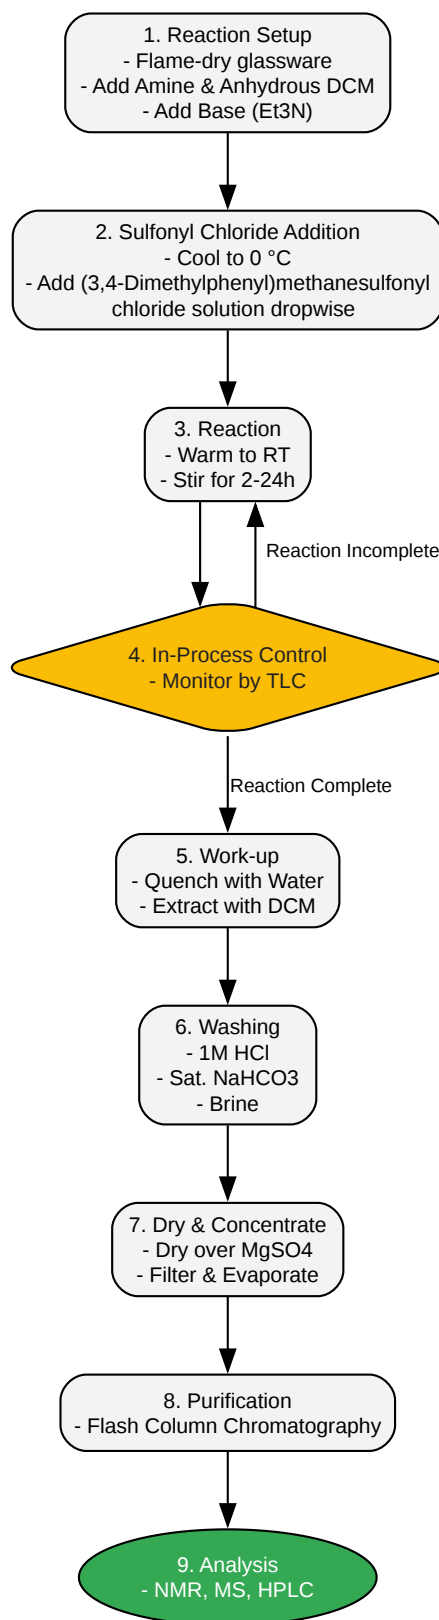 1. Reaction Setup
- Flame-dry glassware
- Add Amine & Anhydrous DCM
- Add Base (Et3N)
2. Sulfonyl Chloride Addition
- Cool to 0 °C
- Add (3,4-Dimethylphenyl)methanesulfonyl
chloride solution dropwise
3. Reaction
- Warm to RT
- Stir for 2-24h
Reaction Incomplete
4. In-Process Control
- Monitor by TLC
Reaction Complete
5. Work-up
- Quench with Water
- Extract with DCM
6. Washing
- 1M HCl
- Sat. NaHCO3
- Brine
7. Dry & Concentrate
- Dry over MgSO4
- Filter & Evaporate
8. Purification
- Flash Column Chromatography
9. Analysis
- NMR, MS, HPLC